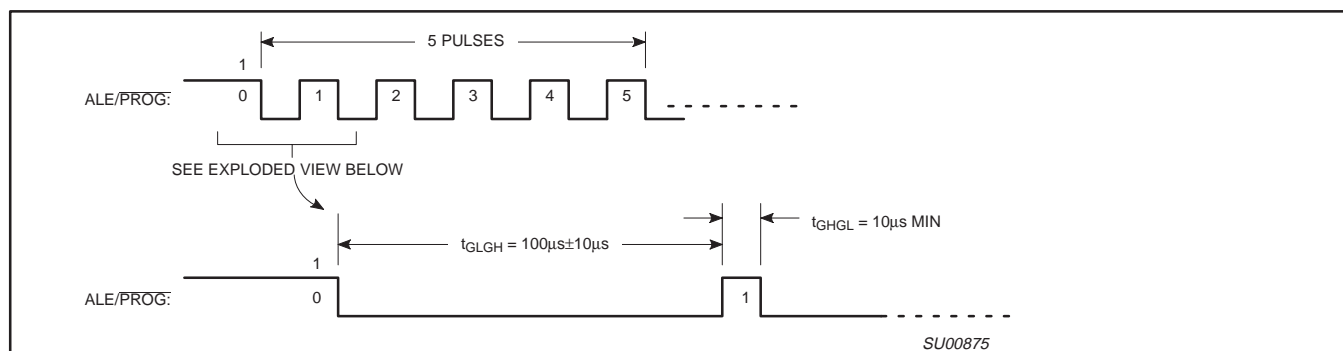 5 PULSES
1
ALE/PROG:
0
1
2
3
4
5
SEE EXPLODED VIEW BELOW
tGHGL = 10µs MIN
tGLGH = 100µs±10µs
1
ALE/PROG:
0
1
SU00875